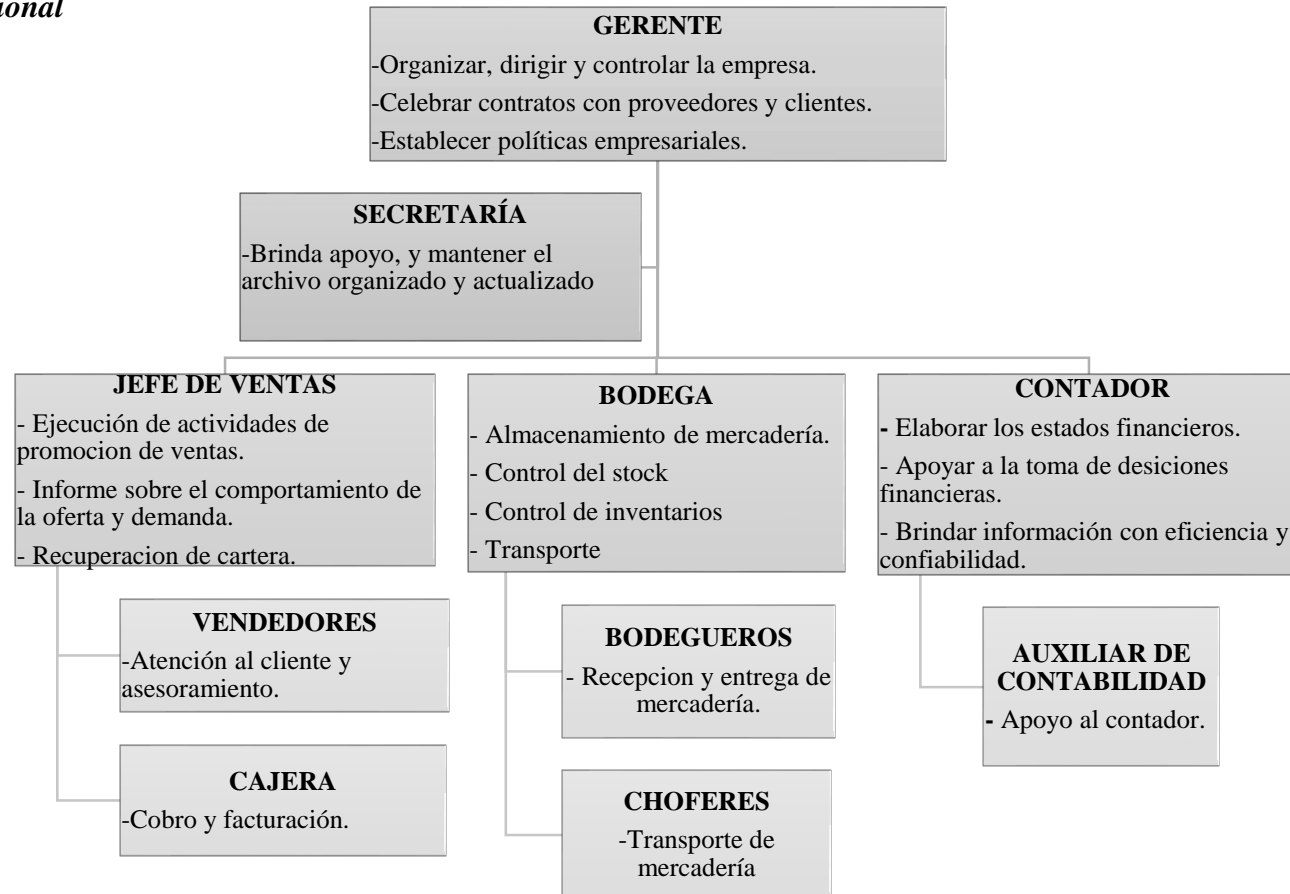 ional
GERENTE
-Organizar, dirigir y controlar la empresa.
-Celebrar contratos con proveedores y clientes.
-Establecer políticas empresariales.
SECRETARÍA
-Brinda apoyo, y mantener el
archivo organizado y actualizado
JEFE DE VENTAS
- Ejecución de actividades de
promocion de ventas.
- Informe sobre el comportamiento de
la oferta y demanda.
- Recuperacion de cartera.
VENDEDORES
-Atención al cliente y
asesoramiento.
CAJERA
-Cobro y facturación.
BODEGA
- Almacenamiento de mercadería.
- Control del stock
- Control de inventarios
- Transporte
BODEGUEROS
- Recepcion y entrega de
mercadería.
CHOFERES
-Transporte de
mercadería
CONTADOR
- Elaborar los estados financieros.
- Apoyar a la toma de desiciones
financieras.
- Brindar información con eficiencia y
confiabilidad.
AUXILIAR DE
CONTABILIDAD
- Apoyo al contador.